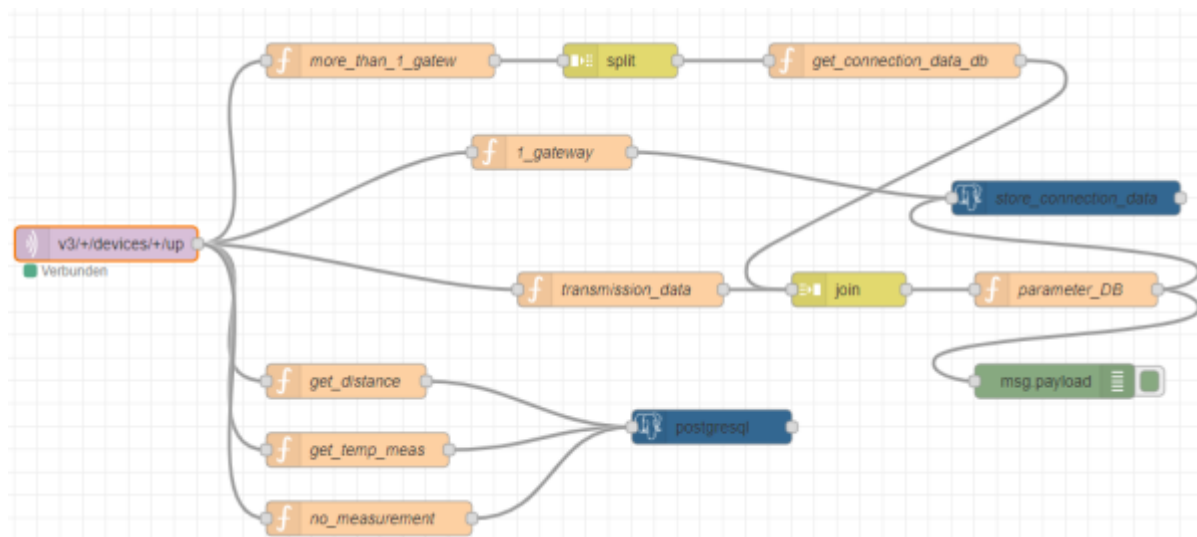 more_than_1_gatew
split
get_connection_data_db
1_gateway
store_connection_data
v3/+/devices/+/up
Verbunden
transmission_data
join
parameter_DB
get_distance
msg.payload
postgresql
get_temp_meas
no_measurement